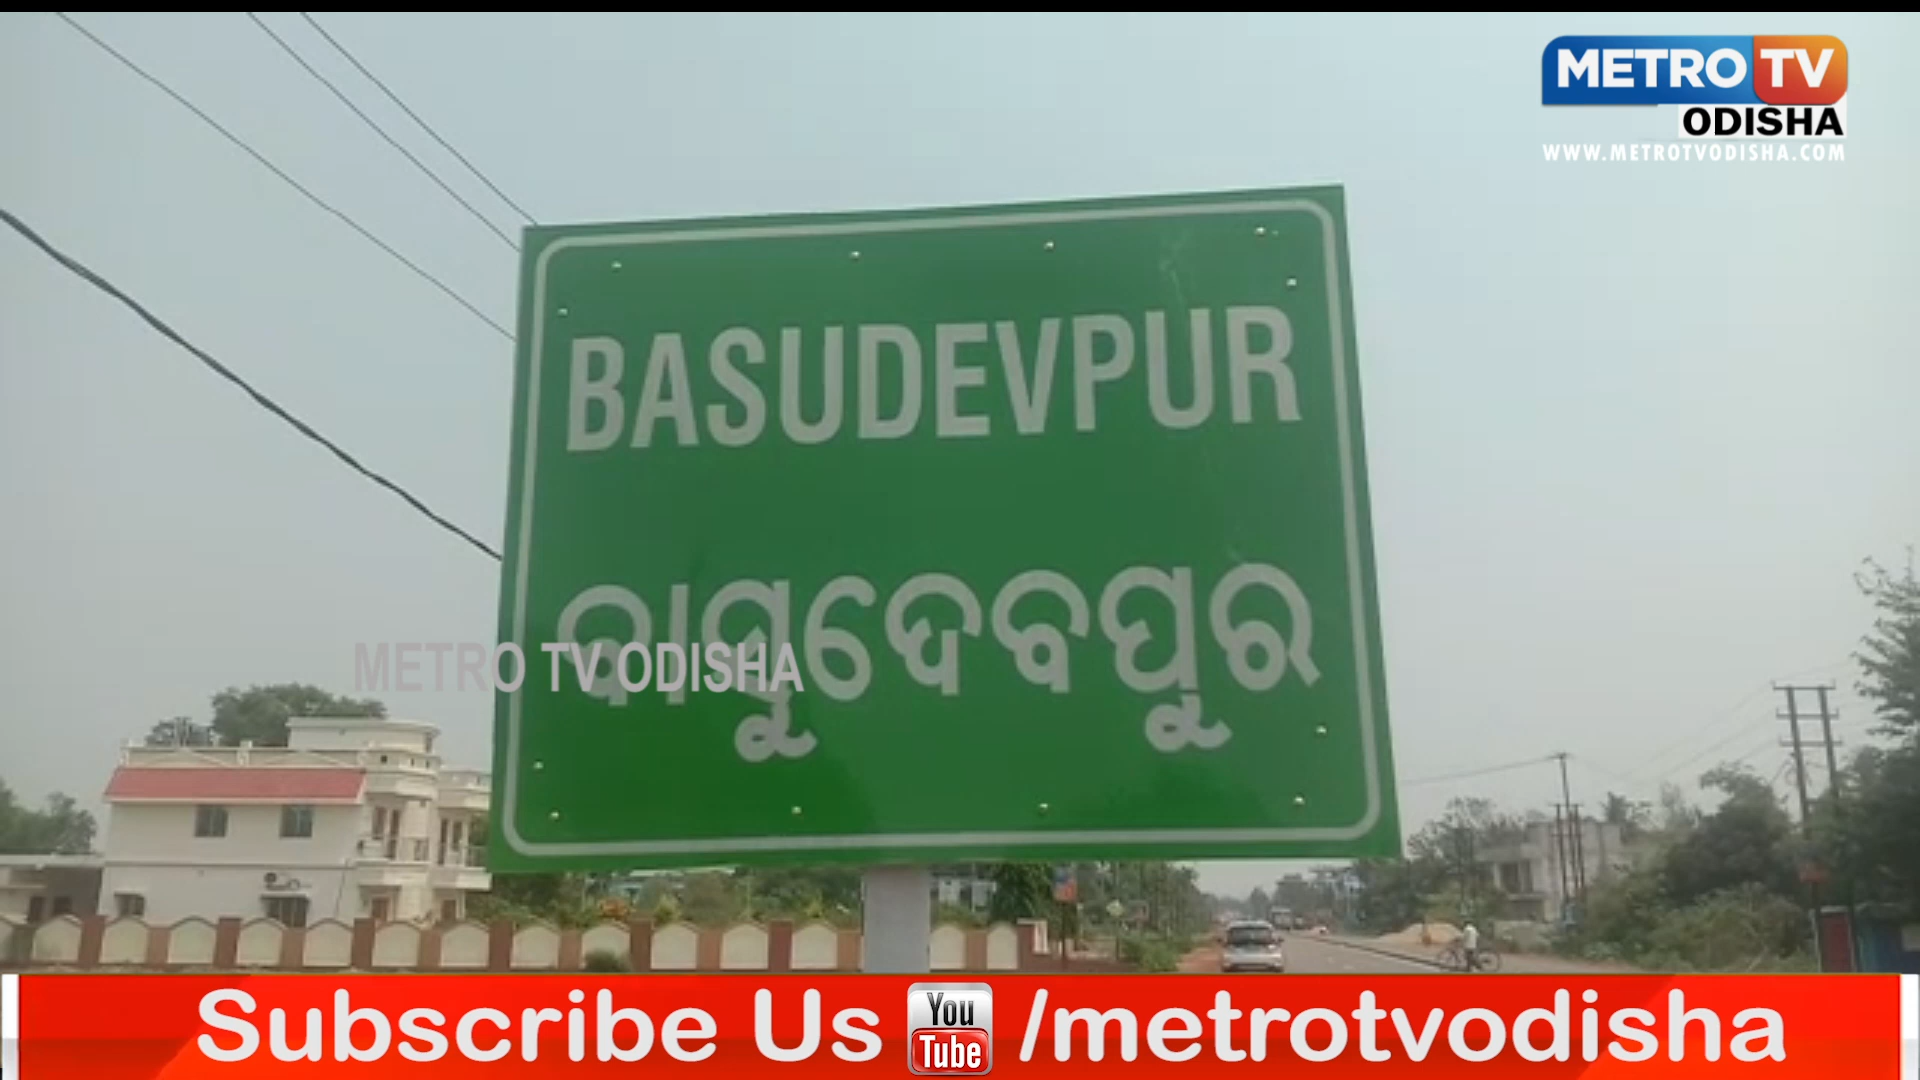 METRO TV
ODISHA
WWW.METROTVODISHA.COM
BASUDEVPUR
ବାସୁଦେବପୁର
METRO TV ODISHA
Subscribe Us You Tube /metrotvodisha